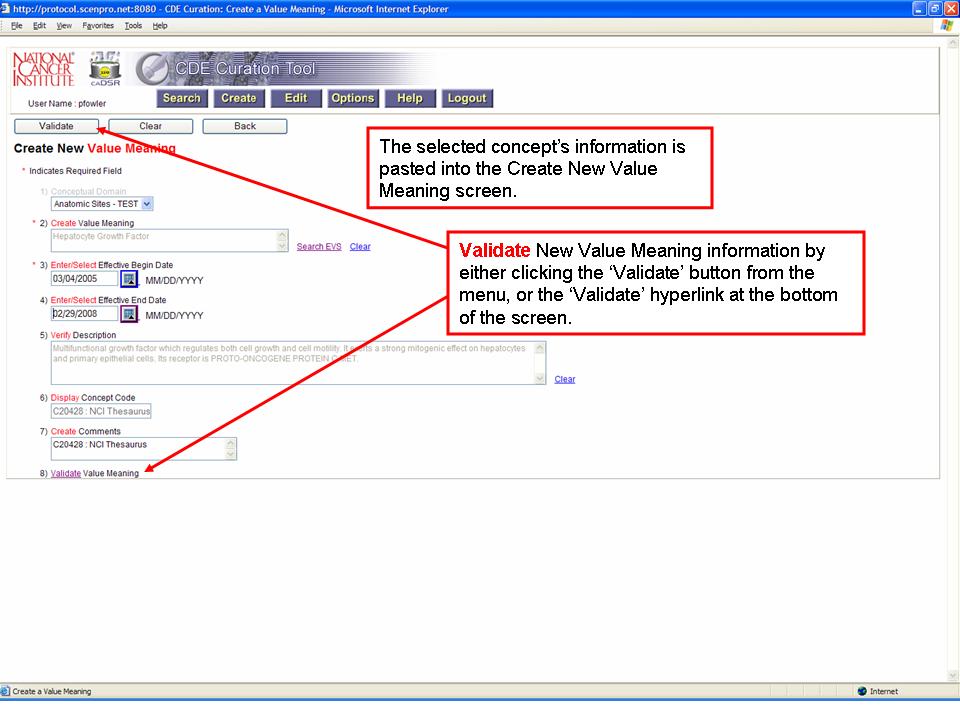 http://protocol.scenpro.net:8080 - CDE Curation: Create a Value Meaning - Microsoft Internet Explorer
File Edit View Favorites Tools Help
NATIONAL
CANCER
INSTITUTE
caDSR
CDE Curation Tool
User Name : pfowler
Search Create Edit Options Help Logout
Validate Clear Back
Create New Value Meaning
The selected concept's information is
pasted into the Create New Value
Meaning screen.
* Indicates Required Field
1) Conceptual Domain
Anatomic Sites - TEST
* 2) Create Value Meaning
Hepatocyte Growth Factor
Search EVS Clear
Validate New Value Meaning information by
either clicking the ‘Validate’ button from the
menu, or the ‘Validate’ hyperlink at the bottom
of the screen.
* 3) Enter/Select Effective Begin Date
03/04/2005 MM/DD/YYYY
4) Enter/Select Effective End Date
02/29/2008 MM/DD/YYYY
5) Verify Description
Multifunctional growth factor which regulates both cell growth and cell motility. It exerts a strong mitogenic effect on hepatocytes
and primary epithelial cells. Its receptor is PROTO-ONCOGENE PROTEIN C-MET.
Clear
6) Display Concept Code
C20428 : NCI Thesaurus
7) Create Comments
C20428 : NCI Thesaurus
8) Validate Value Meaning
Create a Value Meaning
Internet